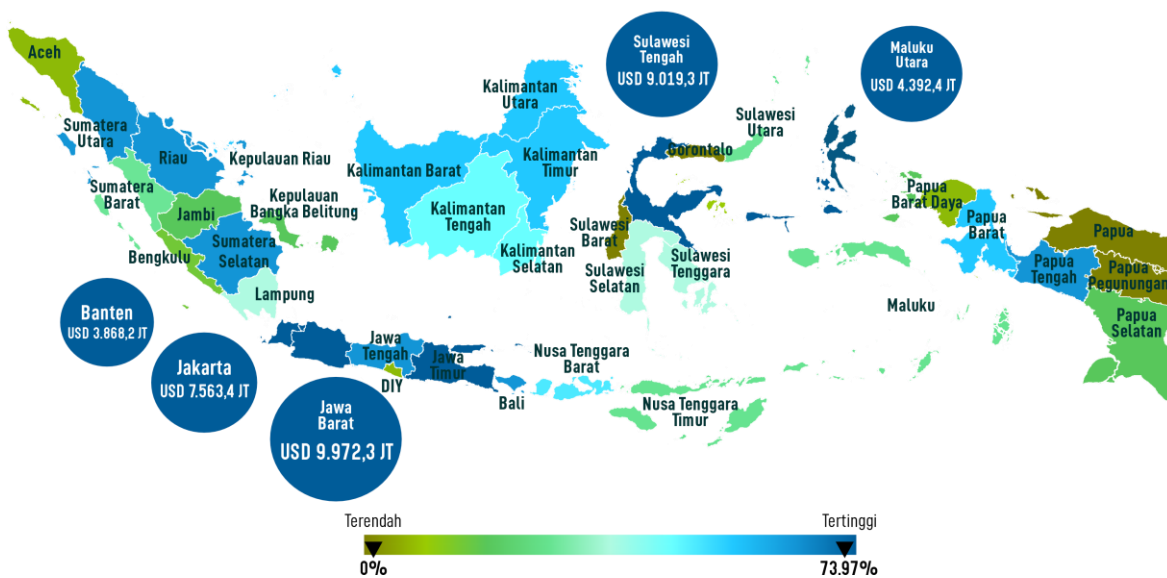 Aceh
Sumatera
Utara
Riau
Kepulauan Riau
Sumatera
Barat
Jambi
Kepulauan
Bangka Belitung
Bengkulu
Sumatera
Selatan
Lampung
Banten
USD 3.868,2 JT
Jakarta
USD 7.563,4 JT
Jawa
Barat
USD 9.972,3 JT
Jawa
Tengah
DIY
Jawa
Timur
Bali
Nusa Tenggara
Barat
Nusa Tenggara
Timur
Kalimantan
Utara
Kalimantan Barat
Kalimantan
Timur
Kalimantan
Tengah
Kalimantan
Selatan
Sulawesi
Tengah
USD 9.019,3 JT
Sulawesi
Utara
Gorontalo
Sulawesi
Barat
Sulawesi
Selatan
Sulawesi
Tenggara
Maluku
Utara
USD 4.392,4 JT
Maluku
Papua
Barat Daya
Papua
Barat
Papua
Tengah
Papua
Papua
Pegunungan
Papua
Selatan
Terendah
Tertinggi
0%
73.97%